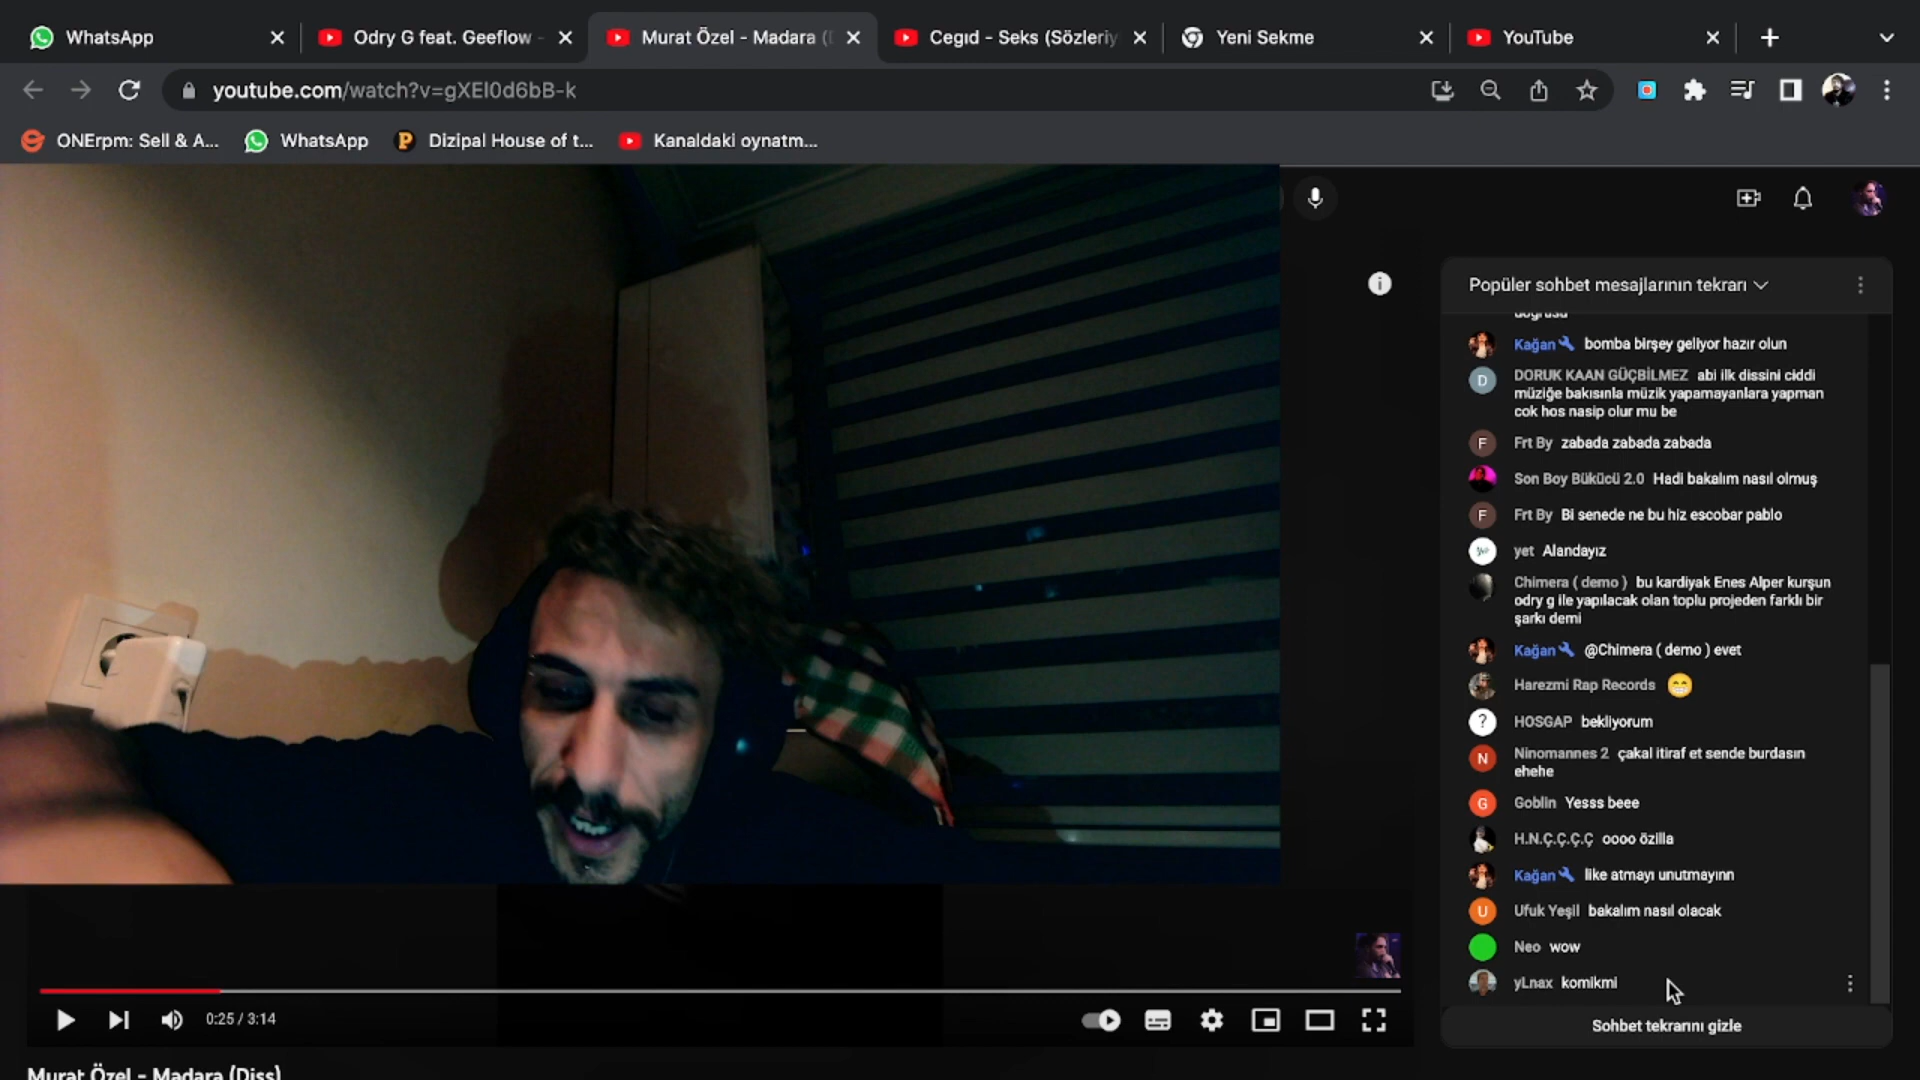 WhatsApp
Odry G feat. Geeflow -
Murat Özel - Madara (D
Cegıd - Seks (Sözleriy
Yeni Sekme
YouTube
youtube.com/watch?v=gXEl0d6bB-k
ONErpm: Sell & A...
WhatsApp
Dizipal House of t...
Kanaldaki oynatm...
Popüler sohbet mesajlarının tekrarı
doğrusu
Kağan bomba birşey geliyor hazır olun
D
DORUK KAAN GÜÇBİLMEZ abi ilk dissini ciddi
müziğe bakısınla müzik yapamayanlara yapman
cok hos nasip olur mu be
F
Frt By zabada zabada zabada
Son Boy Bükücü 2.0 Hadi bakalım nasıl olmuş
F
Frt By Bi senede ne bu hiz escobar pablo
yet Alandayız
Chimera ( demo ) bu kardiyak Enes Alper kurşun
odry g ile yapılacak olan toplu projeden farklı bir
şarkı demi
Kağan @Chimera ( demo ) evet
Harezmi Rap Records 😁
?
HOSGAP bekliyorum
N
Ninomannes 2 çakal itiraf et sende burdasın
ehehe
G
Goblin Yesss beee
H.N.Ç.Ç.Ç.Ç oooo özilla
Kağan like atmayı unutmayınn
U
Ufuk Yeşil bakalım nasıl olacak
Neo wow
yLnax komikmi
Sohbet tekrarını gizle
0:25 / 3:14
Murat Özel - Madara (Diss)